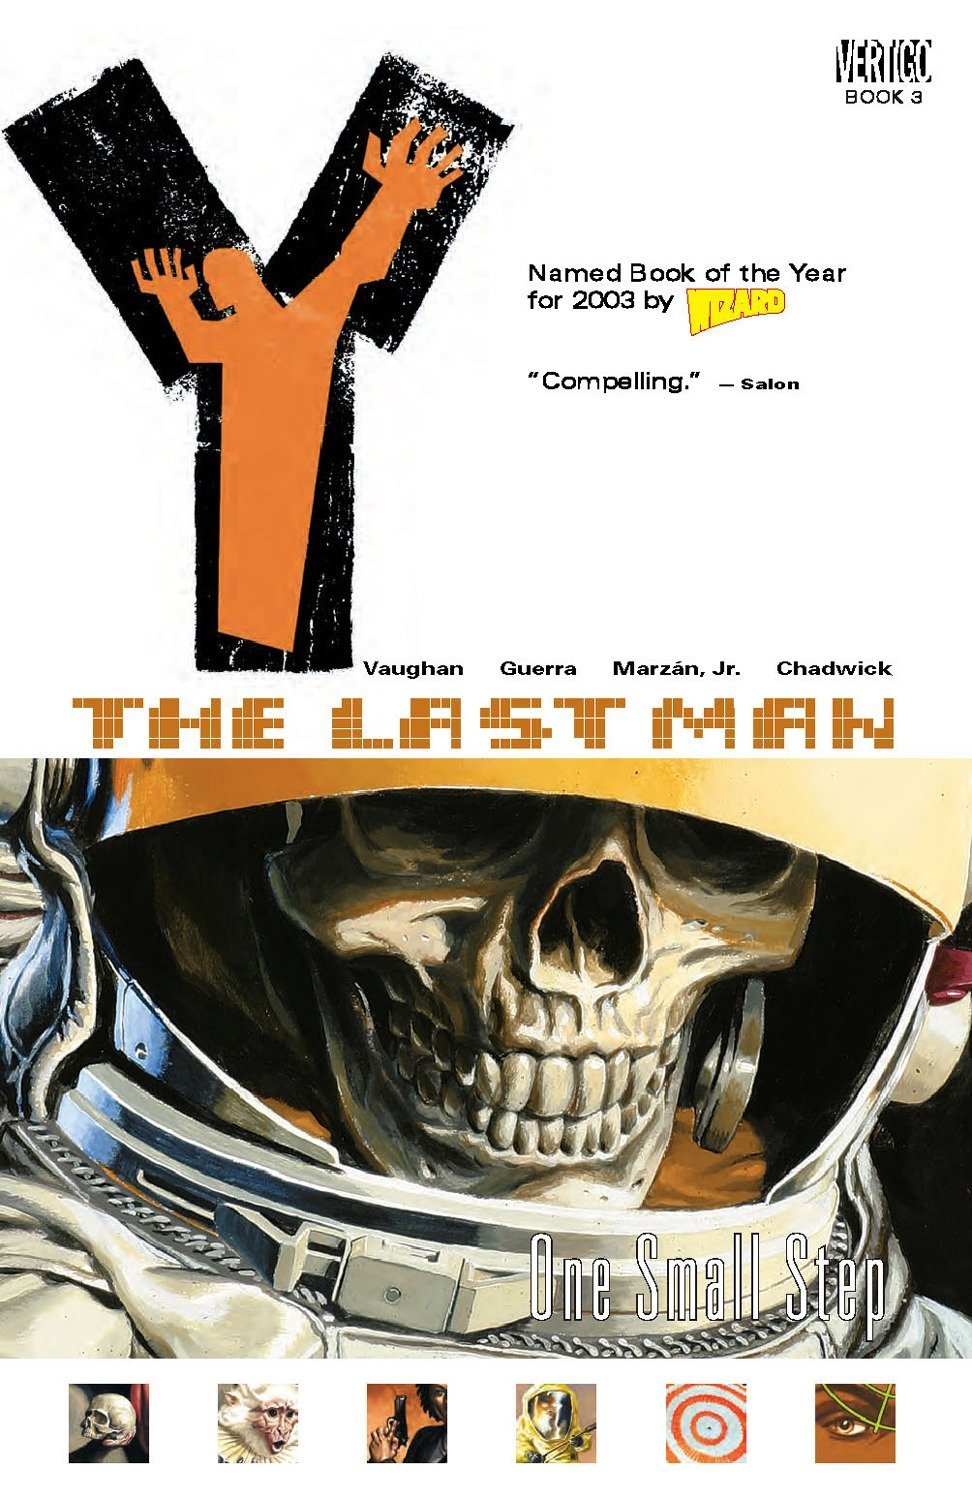 VERTIGO
BOOK 3
Y
Named Book of the Year
for 2003 by WIZARD
“Compelling.” — Salon
Vaughan Guerra Marzán, Jr. Chadwick
THE LAST MAN
One Small Step